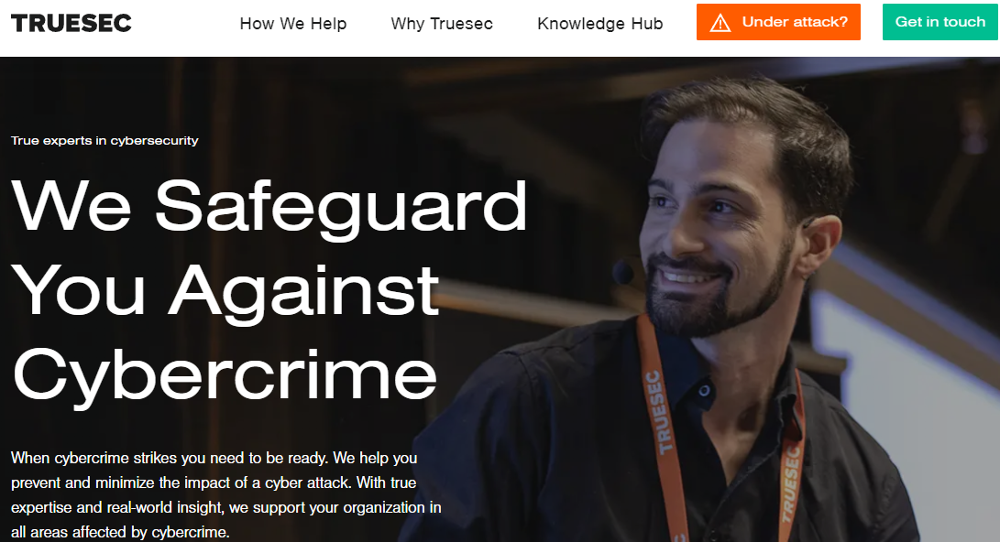 TRUESEC
How We Help
Why Truesec
Knowledge Hub
Under attack?
Get in touch
True experts in cybersecurity
We Safeguard
You Against
Cybercrime
When cybercrime strikes you need to be ready. We help you
prevent and minimize the impact of a cyber attack. With true
expertise and real-world insight, we support your organization in
all areas affected by cybercrime.
TRUESEC
TRUESEC